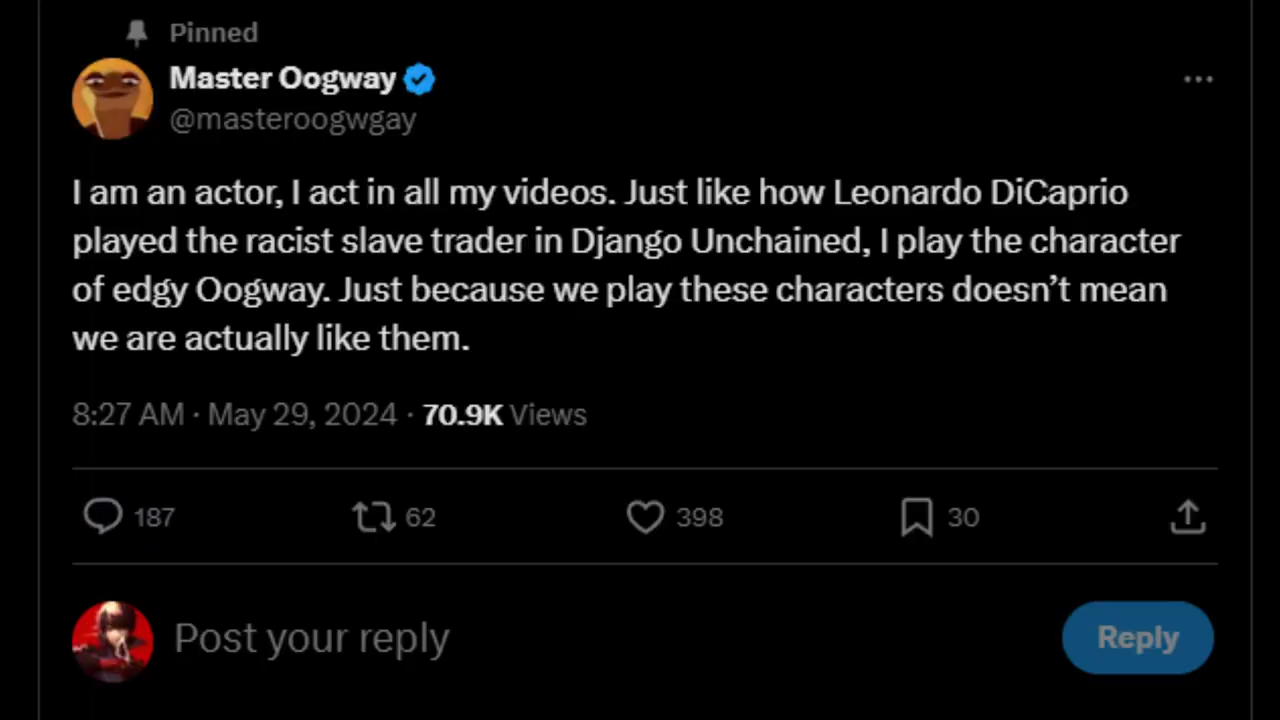 Pinned
Master Oogway
@masteroogwgay
I am an actor, I act in all my videos. Just like how Leonardo DiCaprio
played the racist slave trader in Django Unchained, I play the character
of edgy Oogway. Just because we play these characters doesn’t mean
we are actually like them.
8:27 AM · May 29, 2024 · 70.9K Views
187 62 398 30
Post your reply Reply